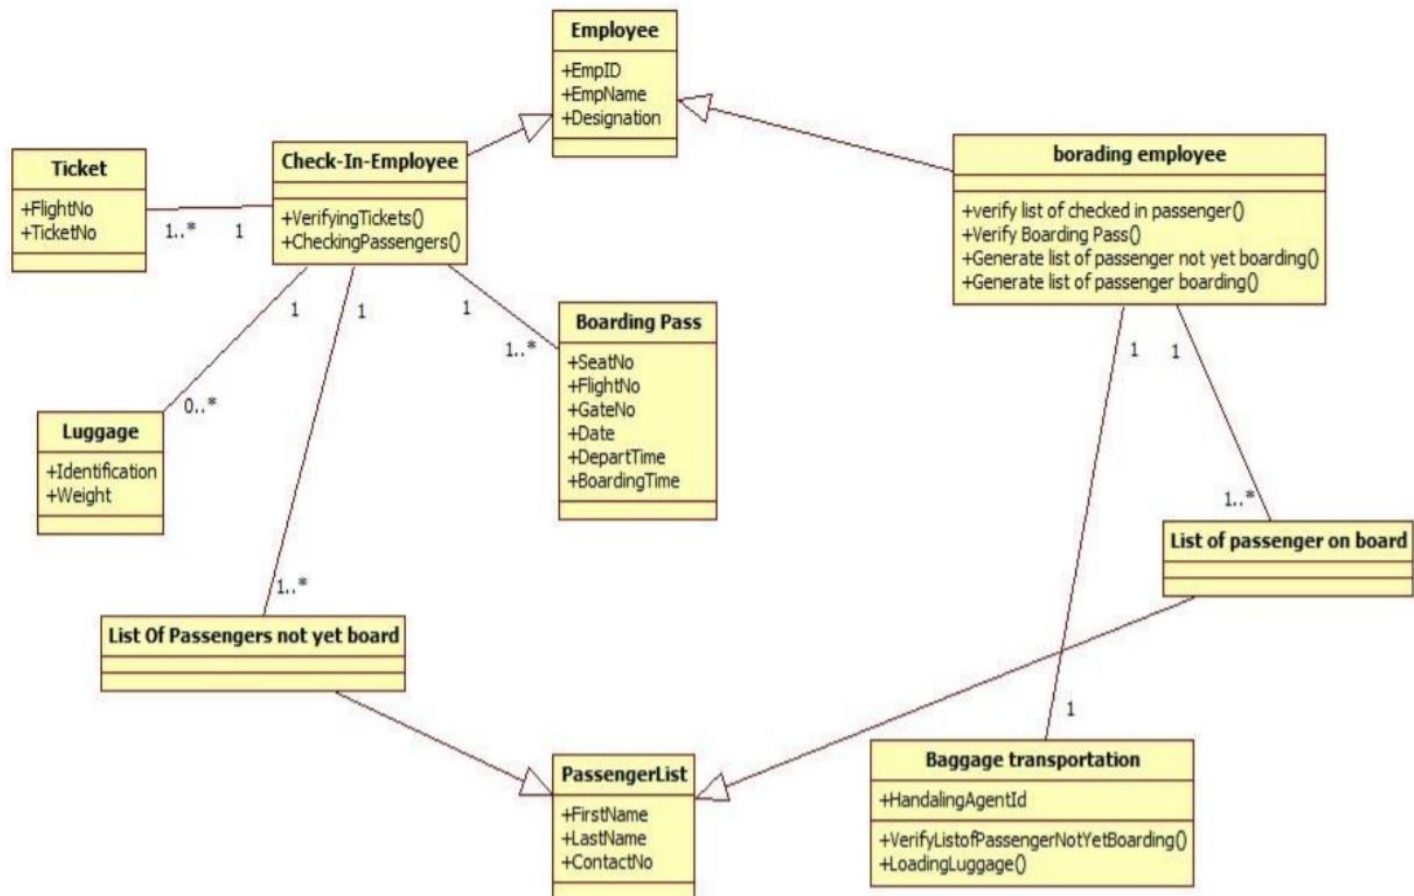 Employee
+EmpID
+EmpName
+Designation
Ticket
+FlightNo
+TicketNo
1..*
1
Check-In-Employee
+VerifyingTickets()
+CheckingPassengers()
borading employee
+verify list of checked in passenger()
+Verify Boarding Pass()
+Generate list of passenger not yet boarding()
+Generate list of passenger boarding()
1
1
1
1..*
Boarding Pass
+SeatNo
+FlightNo
+GateNo
+Date
+DepartTime
+BoardingTime
1
1
0..*
Luggage
+Identification
+Weight
1..*
List of passenger on board
1..*
List Of Passengers not yet board
1
PassengerList
+FirstName
+LastName
+ContactNo
Baggage transportation
+HandalingAgentId
+VerifyListofPassengerNotYetBoarding()
+LoadingLuggage()